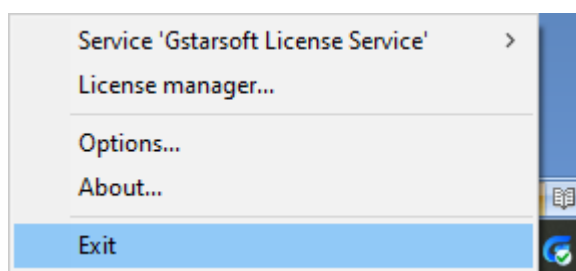 Service 'Gstarsoft License Service'
License manager...
Options...
About...
Exit